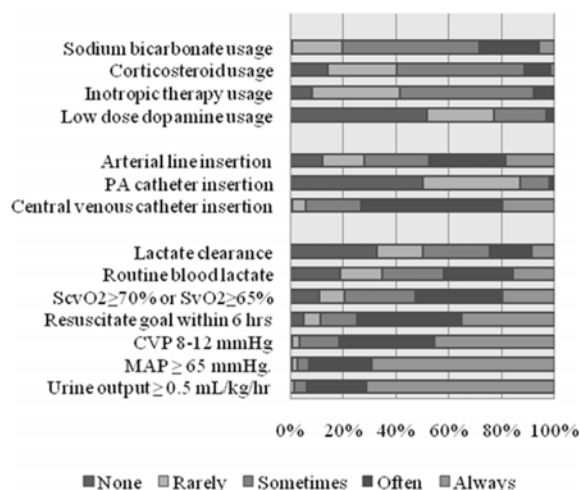 Sodium bicarbonate usage
Corticosteroid usage
Inotropic therapy usage
Low dose dopamine usage
Arterial line insertion
PA catheter insertion
Central venous catheter insertion
Lactate clearance
Routine blood lactate
ScvO2≥70% or SvO2≥65%
Resuscitate goal within 6 hrs
CVP 8-12 mmHg
MAP ≥ 65 mmHg.
Urine output ≥ 0.5 mL/kg/hr
0% 20% 40% 60% 80% 100%
None Rarely Sometimes Often Always